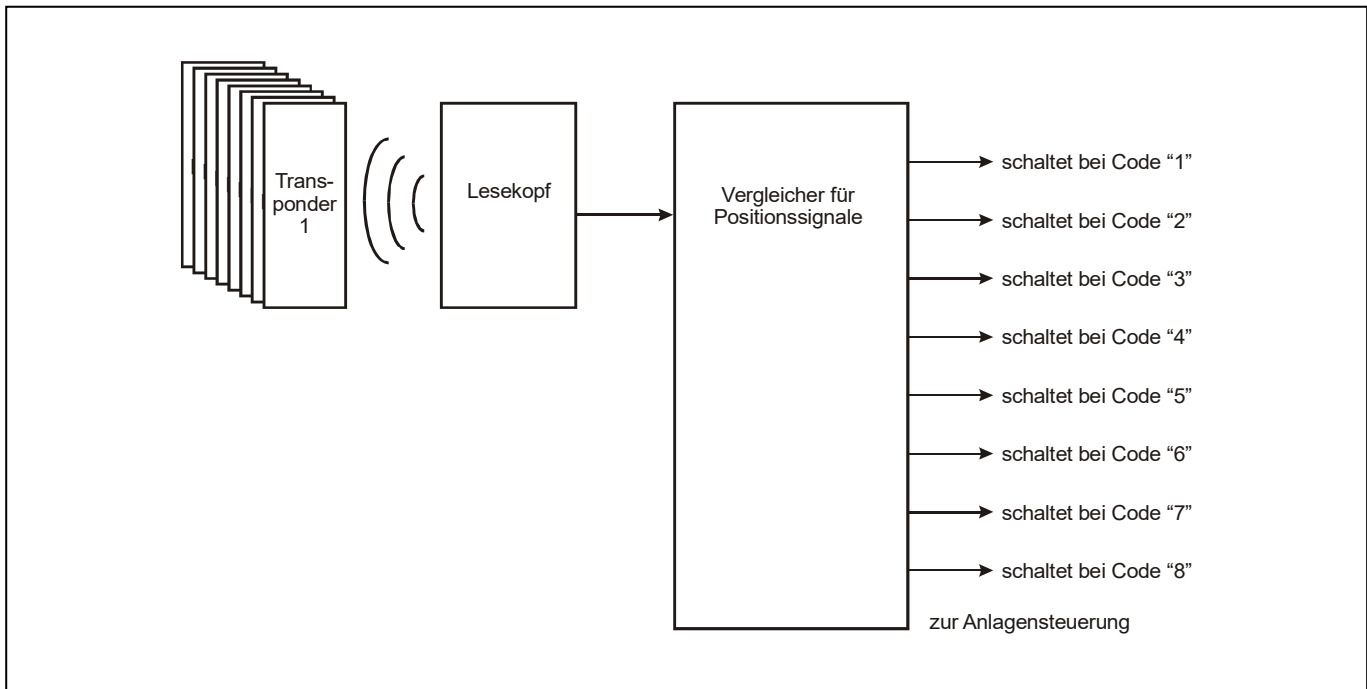 Trans-
ponder
1
Lesekopf
Vergleicher für
Positionssignale
schaltet bei Code “1”
schaltet bei Code “2”
schaltet bei Code “3”
schaltet bei Code “4”
schaltet bei Code “5”
schaltet bei Code “6”
schaltet bei Code “7”
schaltet bei Code “8”
zur Anlagensteuerung